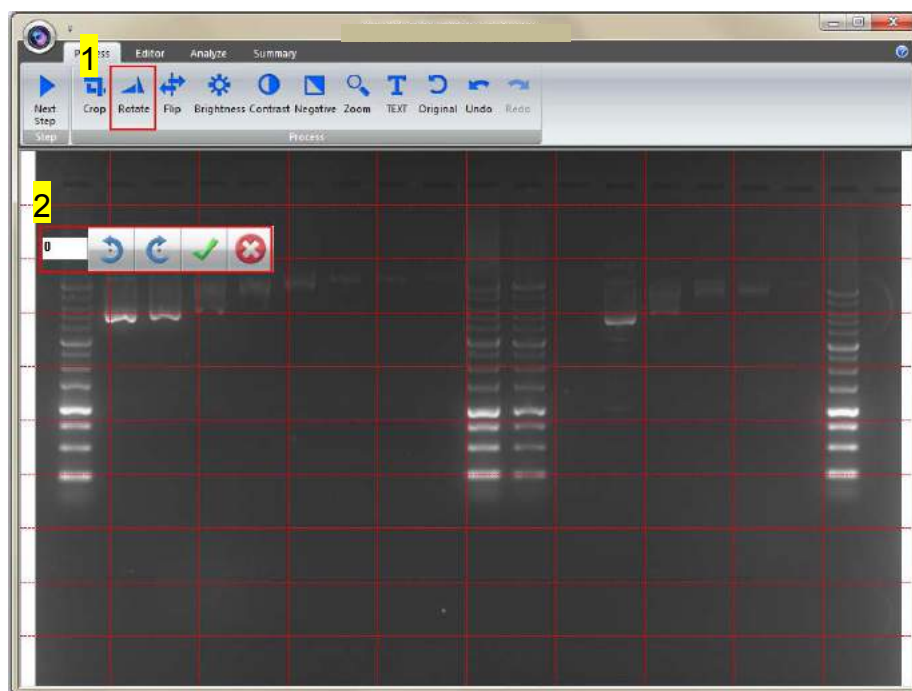 1
Process Editor Analyze Summary
Next Step Crop Rotate Flip Brightness Contrast Negative Zoom TEXT Original Undo Redo
Step Process
2
0